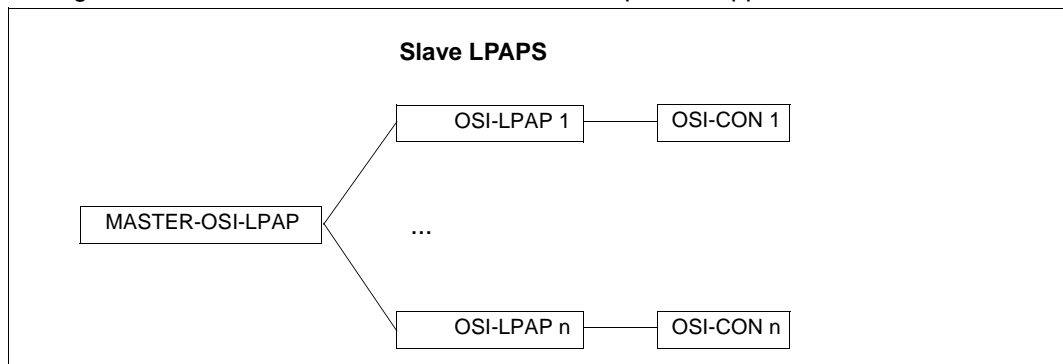 Slave LPAPS
OSI-LPAP 1
OSI-CON 1
MASTER-OSI-LPAP
...
OSI-LPAP n
OSI-CON n